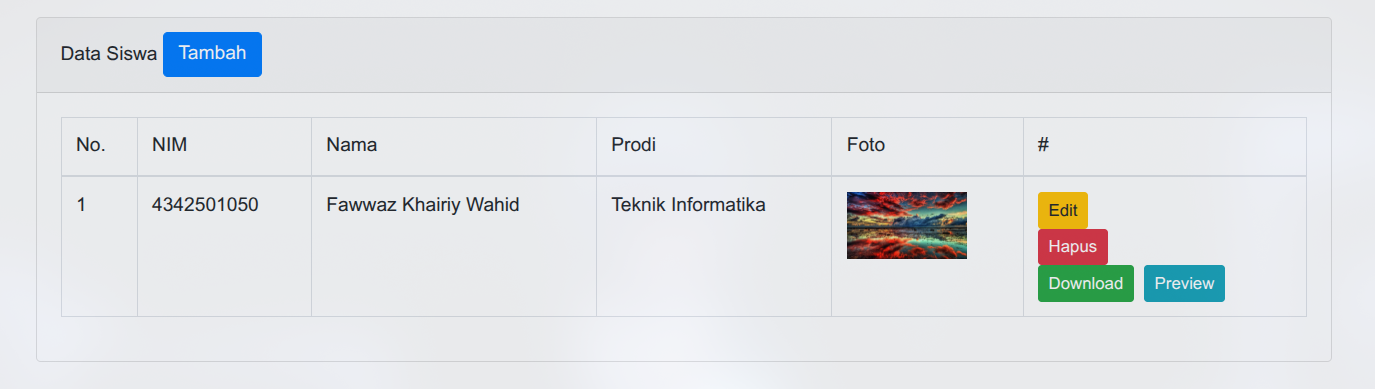 Data Siswa Tambah
No. NIM Nama Prodi Foto #
1 4342501050 Fawwaz Khairiy Wahid Teknik Informatika Edit
Hapus
Download Preview